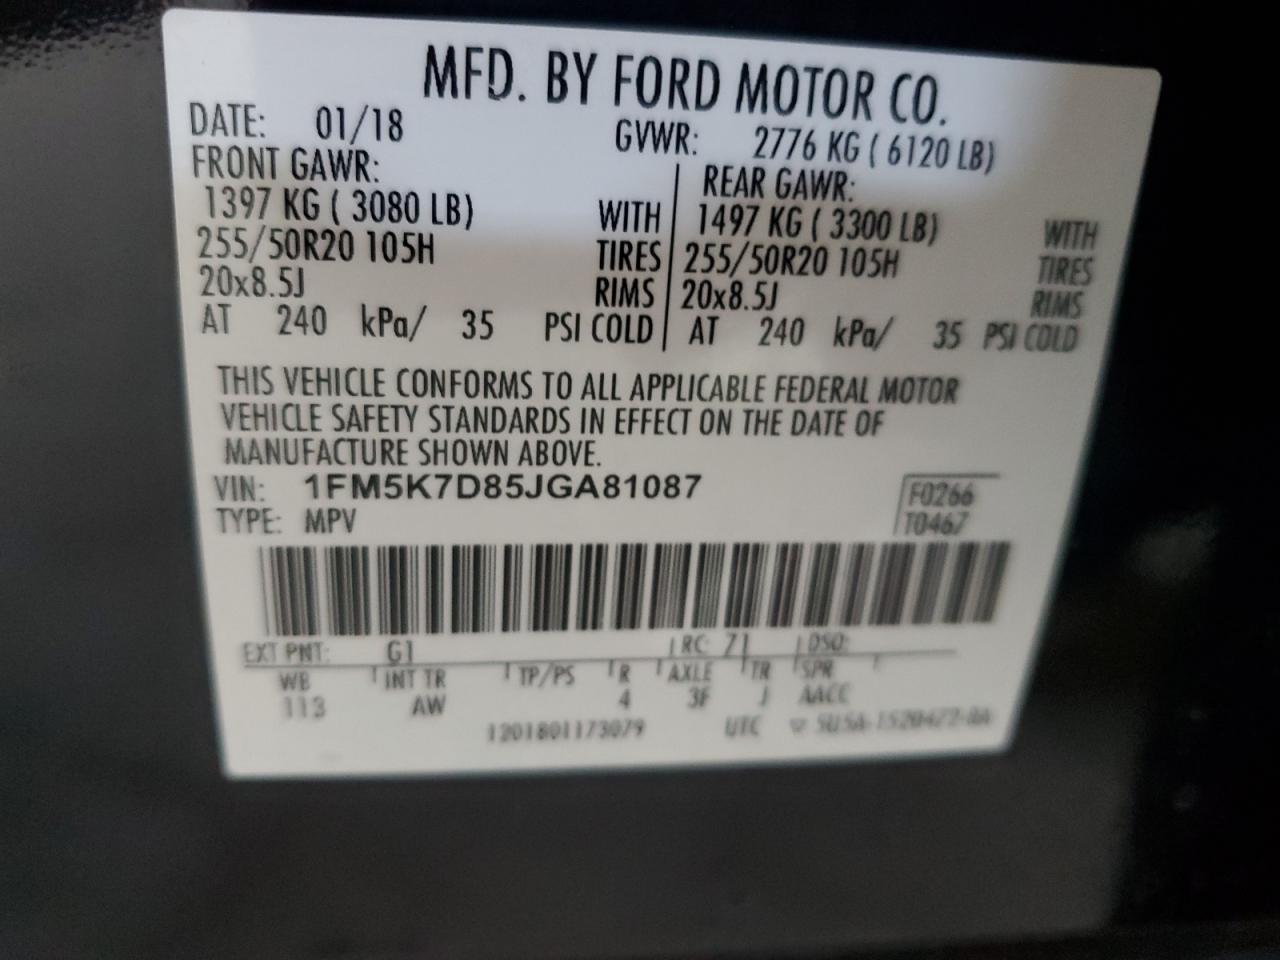 MFD. BY FORD MOTOR CO.
DATE: 01/18 GVWR: 2776 KG ( 6120 LB)
FRONT GAWR: REAR GAWR:
1397 KG ( 3080 LB) WITH 1497 KG ( 3300 LB) WITH
255/50R20 105H TIRES 255/50R20 105H TIRES
20x8.5J RIMS 20x8.5J RIMS
AT 240 kPa/ 35 PSI COLD AT 240 kPa/ 35 PSI COLD
THIS VEHICLE CONFORMS TO ALL APPLICABLE FEDERAL MOTOR
VEHICLE SAFETY STANDARDS IN EFFECT ON THE DATE OF
MANUFACTURE SHOWN ABOVE.
VIN: 1FM5K7D85JGA81087 F0266
TYPE: MPV T0467
EXT PNT: G1 RC: 71 DSO:
WB INT TR TP/PS R AXLE TR SPR
113 AW 4 3F J AACC
1201801173079 UTC